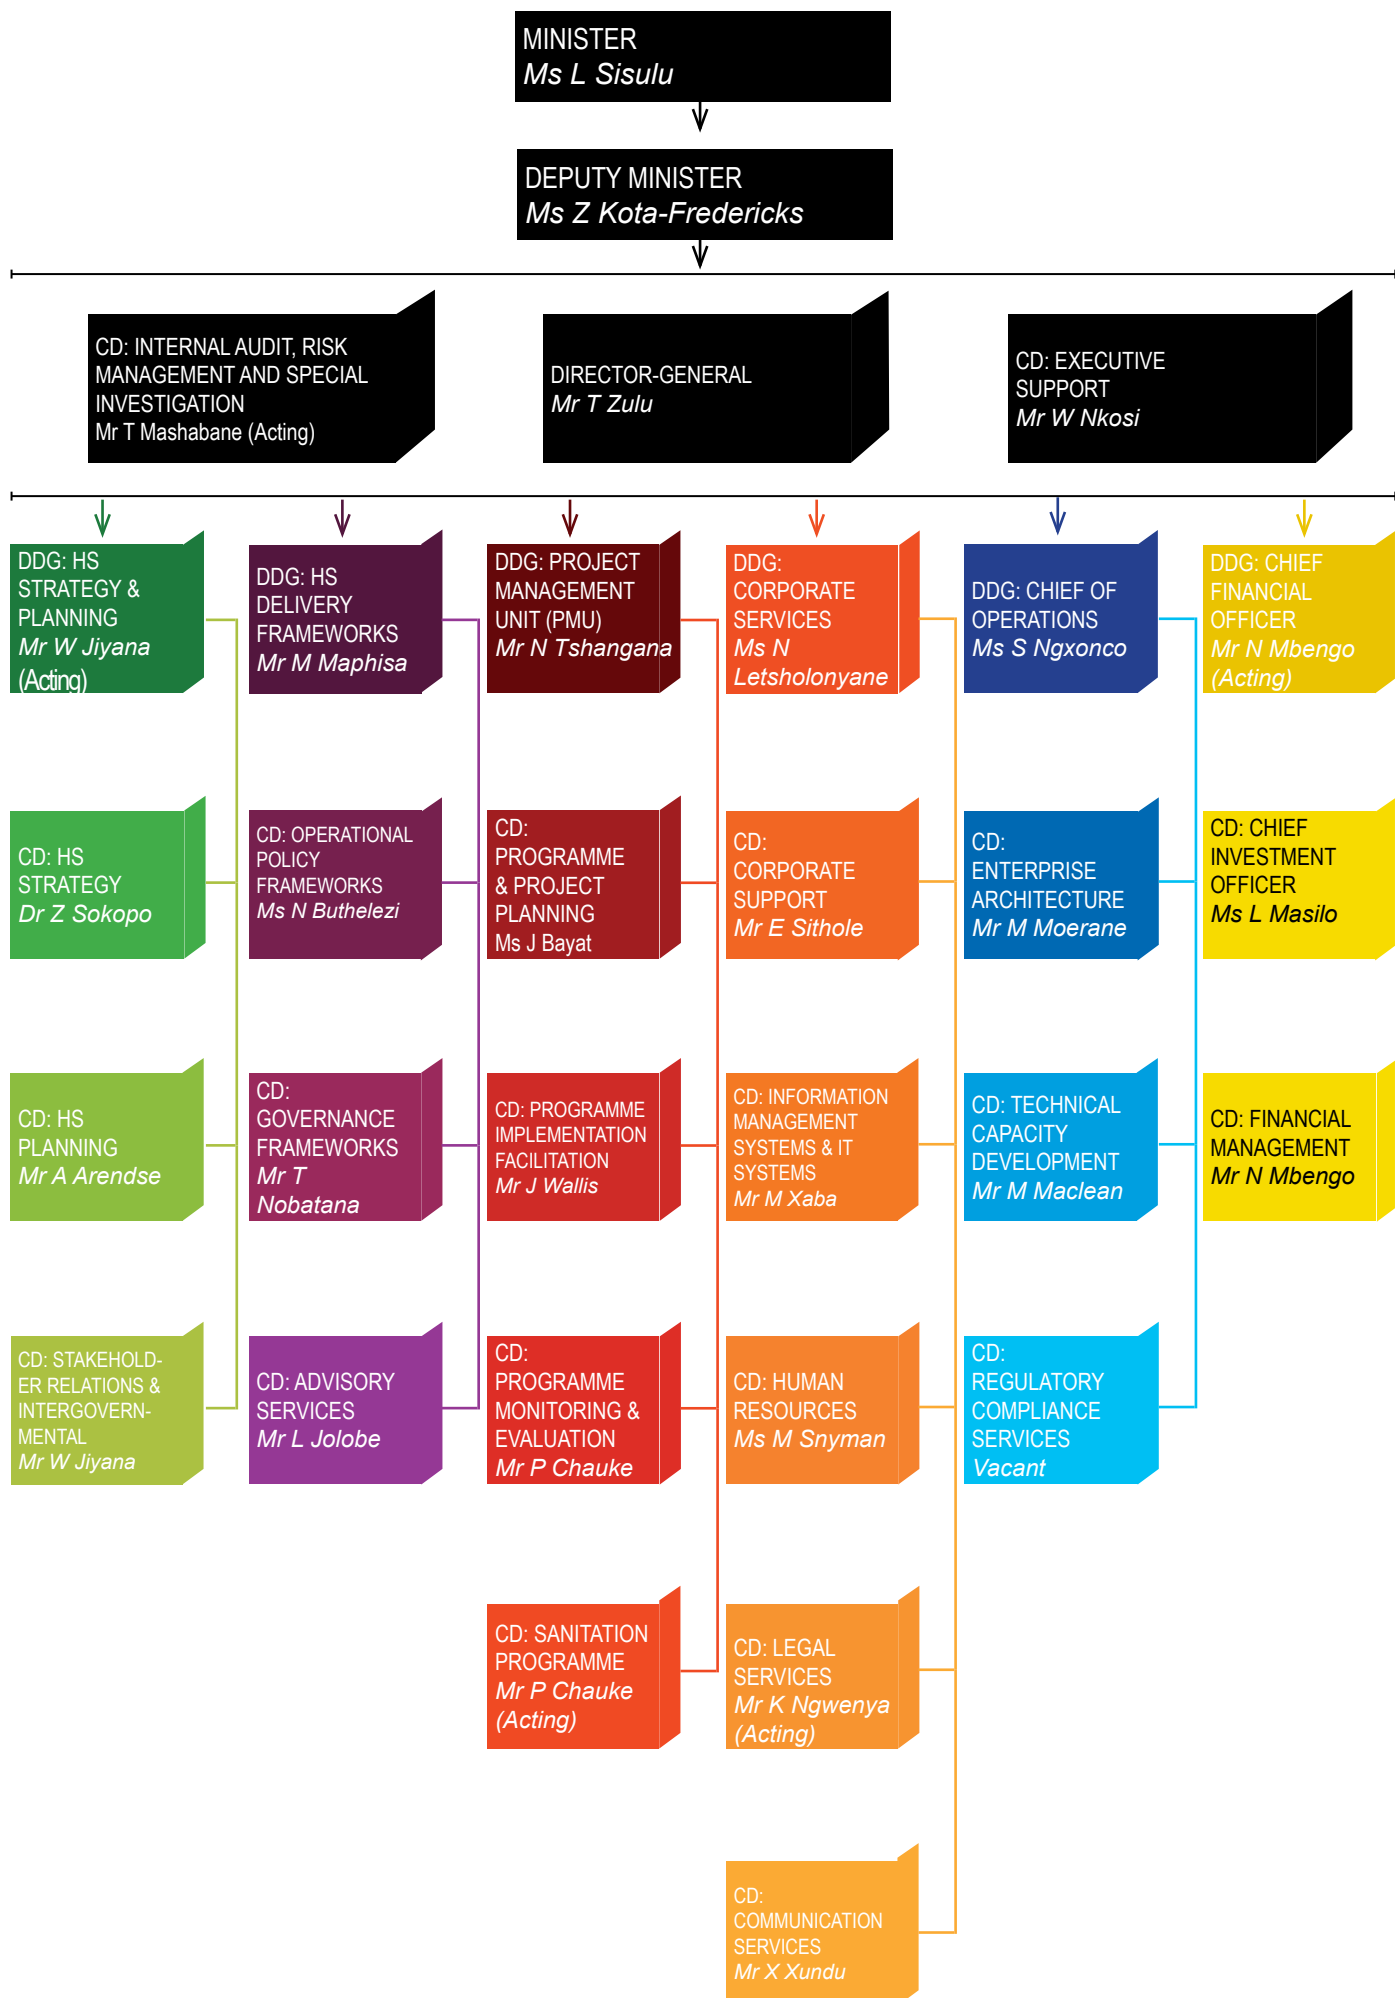 MINISTER
Ms L Sisulu
DEPUTY MINISTER
Ms Z Kota-Fredericks
CD: INTERNAL AUDIT, RISK
MANAGEMENT AND SPECIAL
INVESTIGATION
Mr T Mashabane (Acting)
DIRECTOR-GENERAL
Mr T Zulu
CD: EXECUTIVE
SUPPORT
Mr W Nkosi
DDG: HS
STRATEGY &
PLANNING
Mr W Jiyana
(Acting)
DDG: HS
DELIVERY
FRAMEWORKS
Mr M Maphisa
DDG: PROJECT
MANAGEMENT
UNIT (PMU)
Mr N Tshangana
DDG:
CORPORATE
SERVICES
Ms N
Letsholonyane
DDG: CHIEF OF
OPERATIONS
Ms S Ngxonco
DDG: CHIEF
FINANCIAL
OFFICER
Mr N Mbengo
(Acting)
CD: HS
STRATEGY
Dr Z Sokopo
CD: OPERATIONAL
POLICY
FRAMEWORKS
Ms N Buthelezi
CD:
PROGRAMME
& PROJECT
PLANNING
Ms J Bayat
CD:
CORPORATE
SUPPORT
Mr E Sithole
CD:
ENTERPRISE
ARCHITECTURE
Mr M Moerane
CD: CHIEF
INVESTMENT
OFFICER
Ms L Masilo
CD: HS
PLANNING
Mr A Arendse
CD:
GOVERNANCE
FRAMEWORKS
Mr T
Nobatana
CD: PROGRAMME
IMPLEMENTATION
FACILITATION
Mr J Wallis
CD: INFORMATION
MANAGEMENT
SYSTEMS & IT
SYSTEMS
Mr M Xaba
CD: TECHNICAL
CAPACITY
DEVELOPMENT
Mr M Maclean
CD: FINANCIAL
MANAGEMENT
Mr N Mbengo
CD: STAKEHOLD-
ER RELATIONS &
INTERGOVERN-
MENTAL
Mr W Jiyana
CD: ADVISORY
SERVICES
Mr L Jolobe
CD:
PROGRAMME
MONITORING &
EVALUATION
Mr P Chauke
CD: HUMAN
RESOURCES
Ms M Snyman
CD:
REGULATORY
COMPLIANCE
SERVICES
Vacant
CD: SANITATION
PROGRAMME
Mr P Chauke
(Acting)
CD: LEGAL
SERVICES
Mr K Ngwenya
(Acting)
CD:
COMMUNICATION
SERVICES
Mr X Xundu